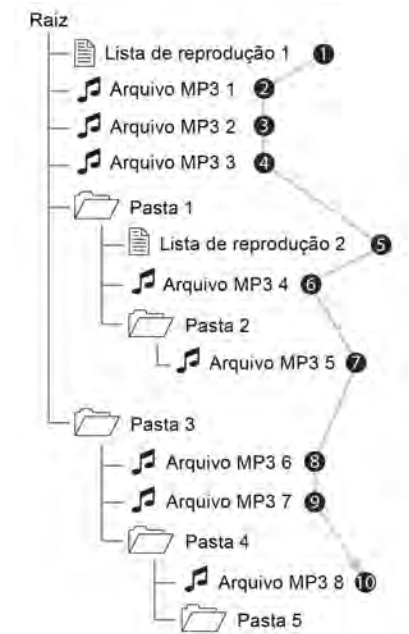 Raiz
Lista de reprodução 1 1
Arquivo MP3 1 2
Arquivo MP3 2 3
Arquivo MP3 3 4
Pasta 1
Lista de reprodução 2 5
Arquivo MP3 4 6
Pasta 2
Arquivo MP3 5 7
Pasta 3
Arquivo MP3 6 8
Arquivo MP3 7 9
Pasta 4
Arquivo MP3 8 10
Pasta 5